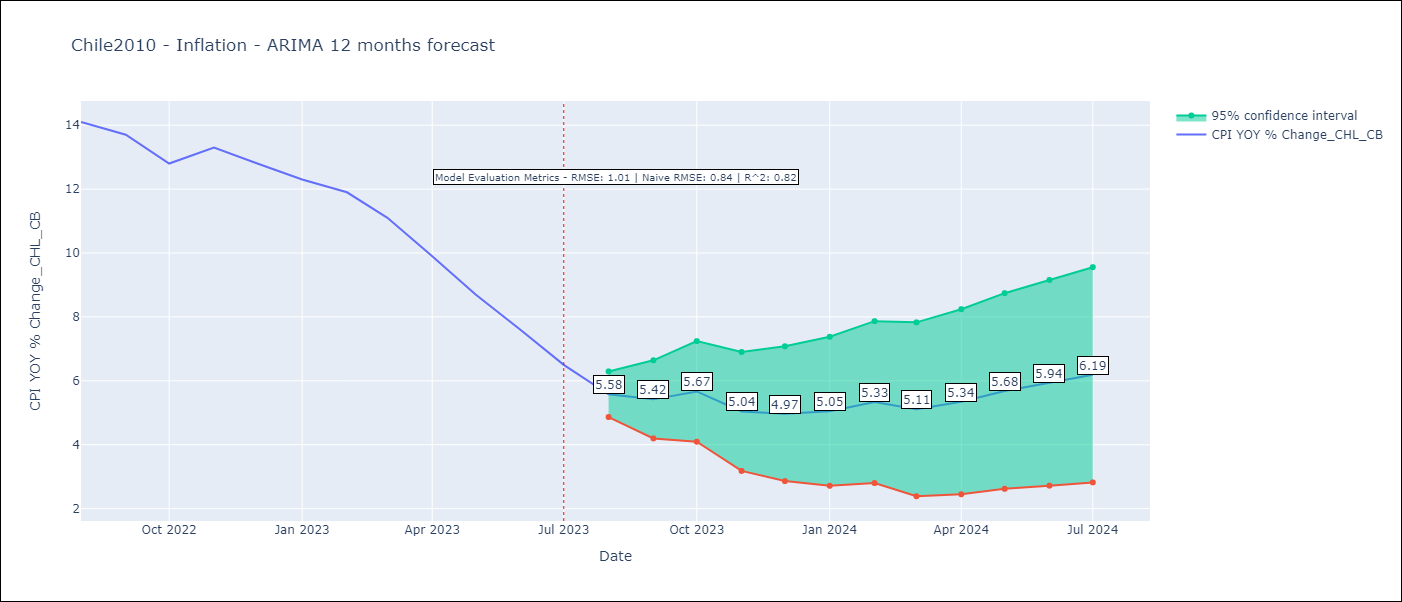 Chile2010 - Inflation - ARIMA 12 months forecast
95% confidence interval
CPI YOY % Change_CHL_CB
Model Evaluation Metrics - RMSE: 1.01 | Naive RMSE: 0.84 | R^2: 0.82
CPI YOY % Change_CHL_CB
14
12
10
8
6
4
2
5.58
5.42
5.67
5.04
4.97
5.05
5.33
5.11
5.34
5.68
5.94
6.19
Oct 2022
Jan 2023
Apr 2023
Jul 2023
Oct 2023
Jan 2024
Apr 2024
Jul 2024
Date